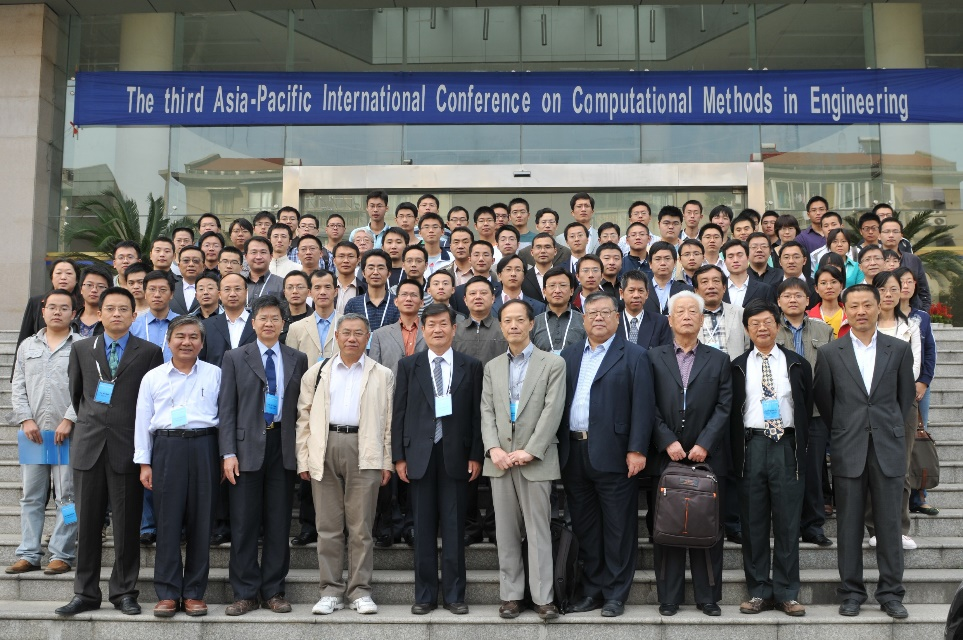 The third Asia-Pacific International Conference on Computational Methods in Engineering